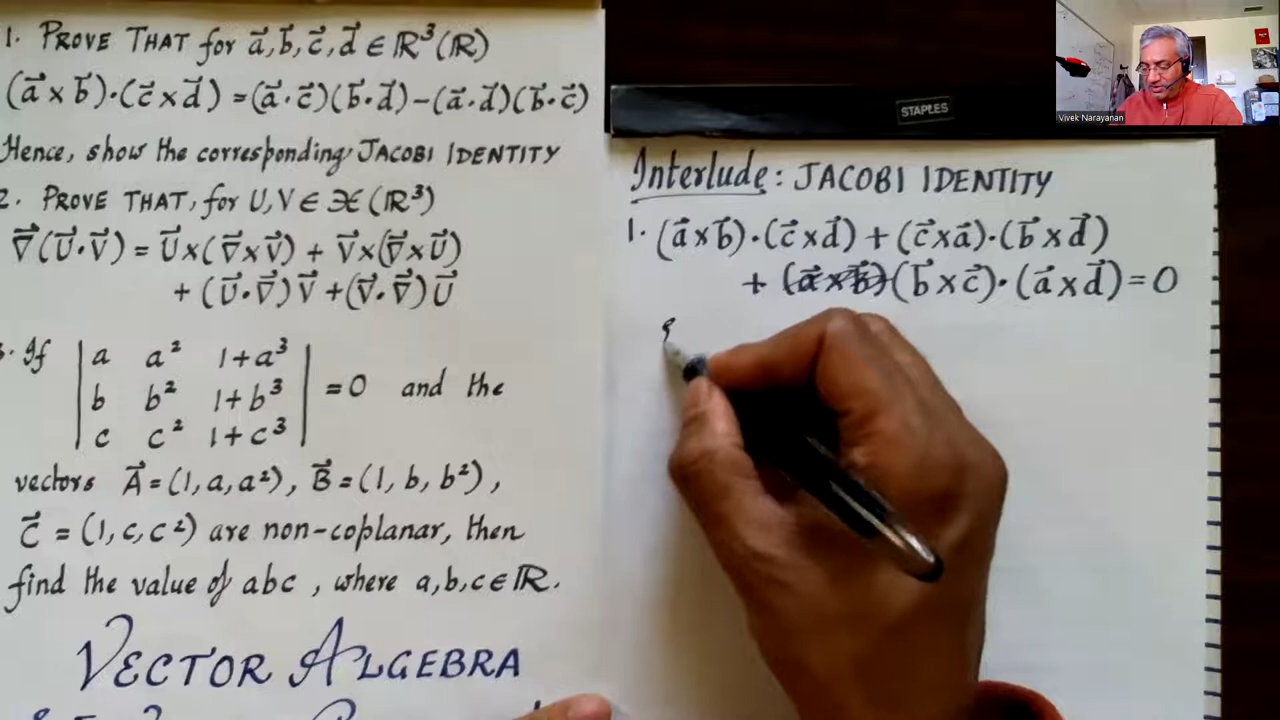 1. PROVE THAT for a⃗, b⃗, c⃗, d⃗ ∈ ℝ³(ℝ)
(a⃗ × b⃗)·(c⃗ × d⃗) = (a⃗·c⃗)(b⃗·d⃗) − (a⃗·d⃗)(b⃗·c⃗)
Hence, show the corresponding JACOBI IDENTITY
2. PROVE THAT, for U, V ∈ 𝔛(ℝ³)
∇⃗(U⃗·V⃗) = U⃗×(∇⃗×V⃗) + V⃗×(∇⃗×U⃗)
+ (U⃗·∇⃗)V⃗ + (V⃗·∇⃗)U⃗
3. If | a a² 1+a³ |
| b b² 1+b³ | = 0 and the
| c c² 1+c³ |
vectors A⃗ = (1, a, a²), B⃗ = (1, b, b²),
C⃗ = (1, c, c²) are non-coplanar, then
find the value of abc, where a, b, c ∈ ℝ.
VECTOR ALGEBRA
STAPLES
Vivek Narayanan
Interlude: JACOBI IDENTITY
1. (a⃗×b⃗)·(c⃗×d⃗) + (c⃗×a⃗)·(b⃗×d⃗)
+ (a⃗×b⃗)(b⃗×c⃗)·(a⃗×d⃗) = 0